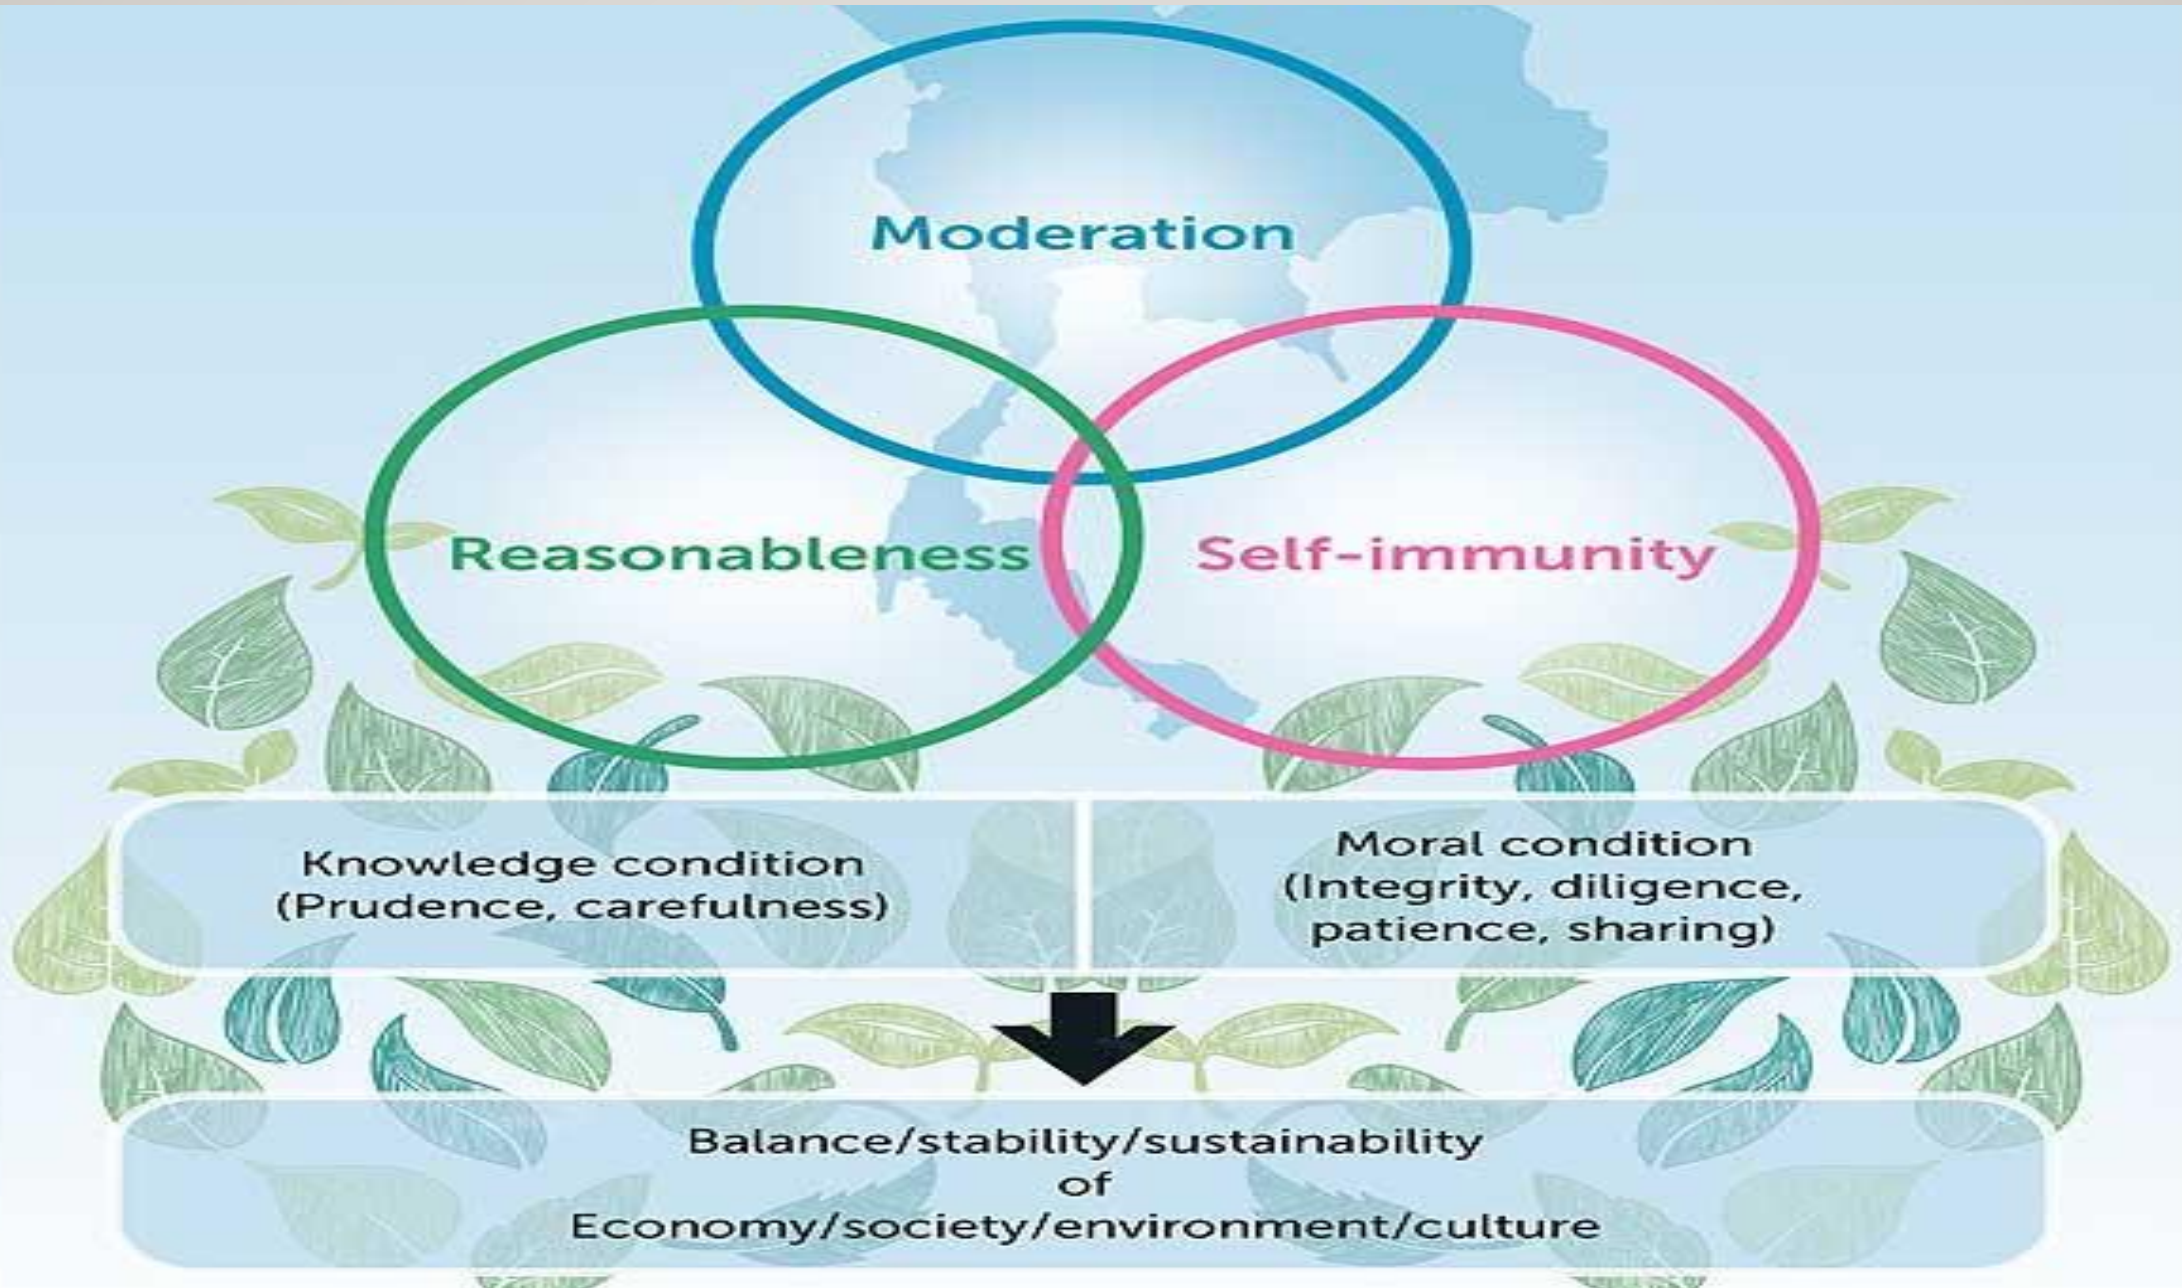 Moderation
Reasonableness
Self-immunity
Knowledge condition
(Prudence, carefulness)
Moral condition
(Integrity, diligence,
patience, sharing)
Balance/stability/sustainability
of
Economy/society/environment/culture